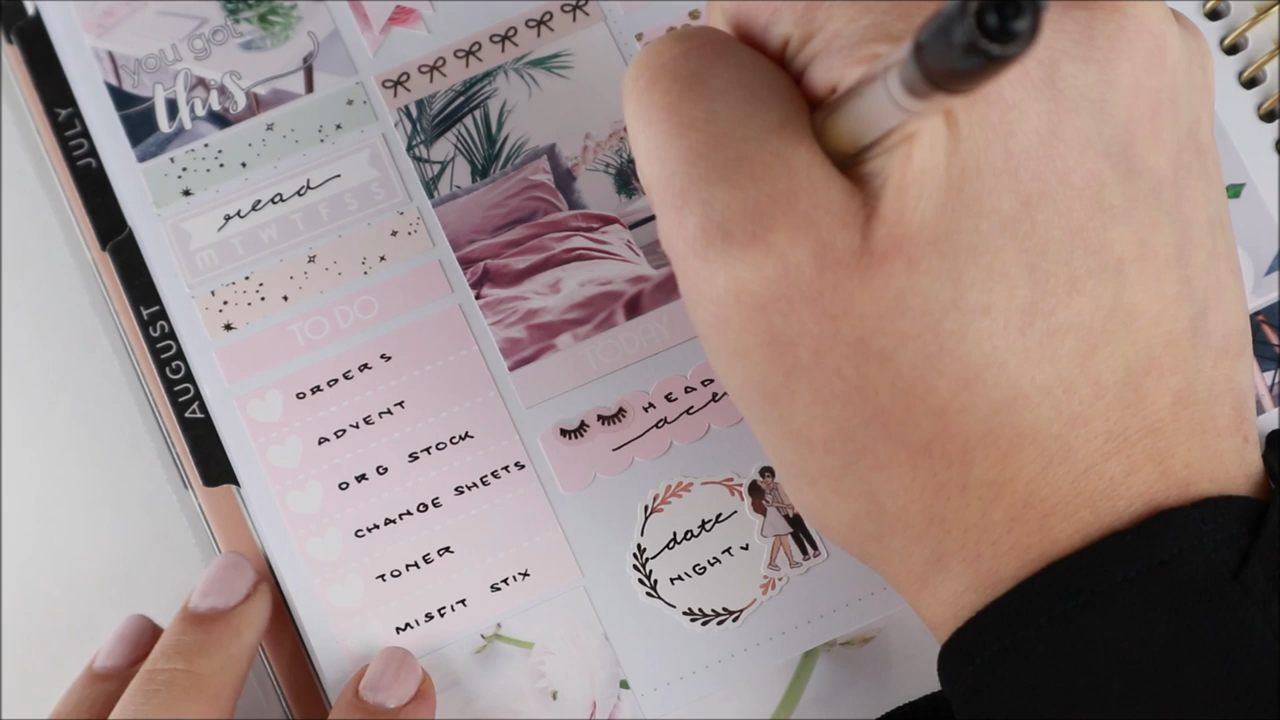 JULY
AUGUST
you got
this
read
M T W T F S S
TO DO
ORDERS
ADVENT
ORG STOCK
CHANGE SHEETS
TONER
MISFIT STIX
TODAY
HEAD
date
NIGHT